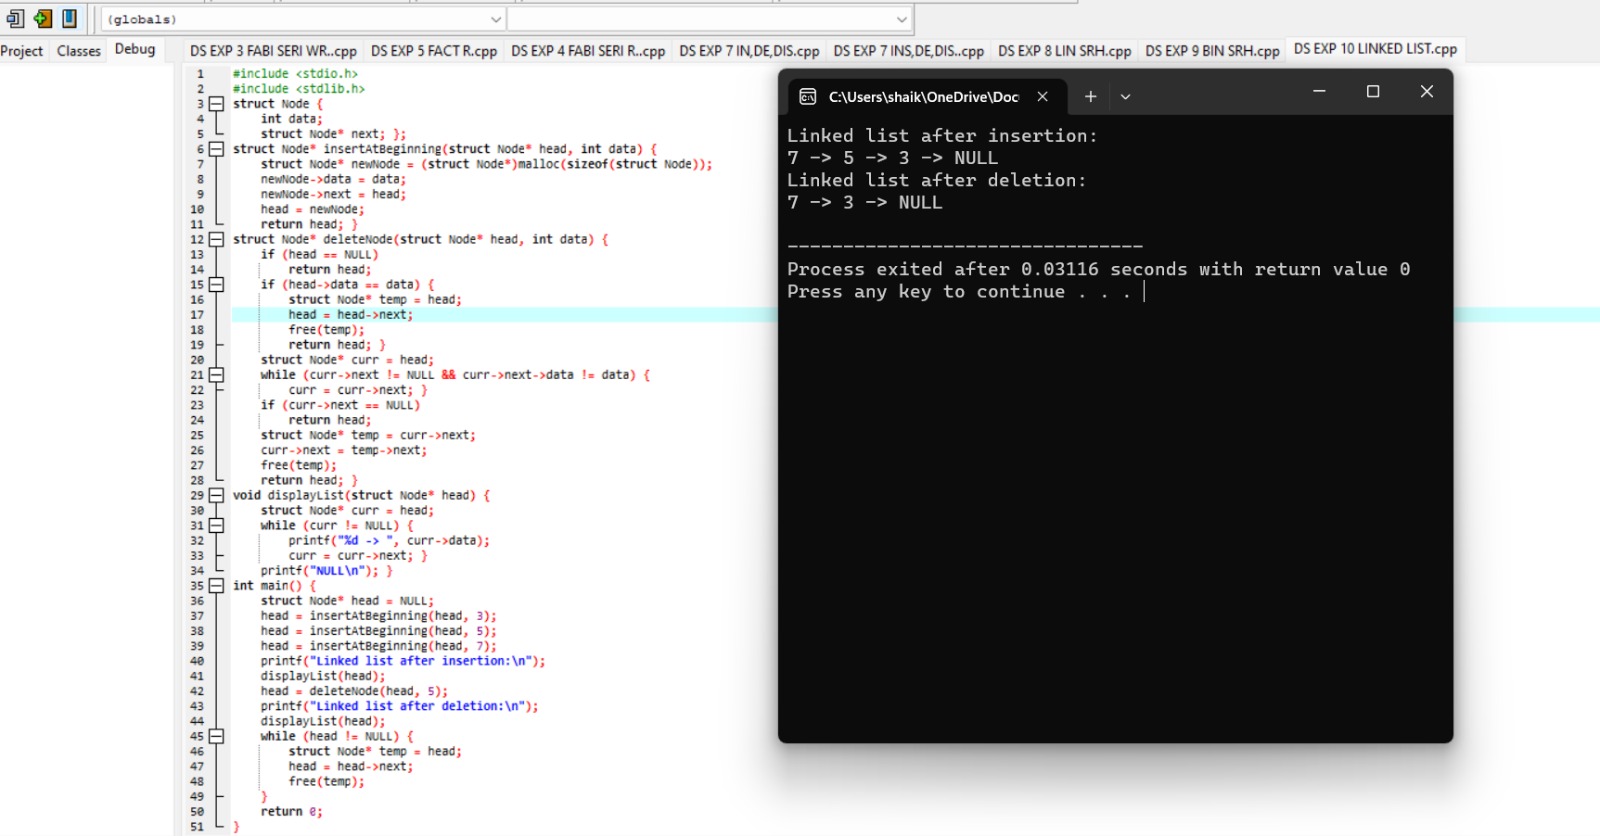 (globals)
Project Classes Debug
DS EXP 3 FABI SERI WR..cpp DS EXP 5 FACT R.cpp DS EXP 4 FABI SERI R..cpp DS EXP 7 IN,DE,DIS.cpp DS EXP 7 INS,DE,DIS..cpp DS EXP 8 LIN SRH.cpp DS EXP 9 BIN SRH.cpp DS EXP 10 LINKED LIST.cpp
1 #include <stdio.h>
2 #include <stdlib.h>
3 struct Node {
4 int data;
5 struct Node* next; };
6 struct Node* insertAtBeginning(struct Node* head, int data) {
7 struct Node* newNode = (struct Node*)malloc(sizeof(struct Node));
8 newNode->data = data;
9 newNode->next = head;
10 head = newNode;
11 return head; }
12 struct Node* deleteNode(struct Node* head, int data) {
13 if (head == NULL)
14 return head;
15 if (head->data == data) {
16 struct Node* temp = head;
17 head = head->next;
18 free(temp);
19 return head; }
20 struct Node* curr = head;
21 while (curr->next != NULL && curr->next->data != data) {
22 curr = curr->next; }
23 if (curr->next == NULL)
24 return head;
25 struct Node* temp = curr->next;
26 curr->next = temp->next;
27 free(temp);
28 return head; }
29 void displayList(struct Node* head) {
30 struct Node* curr = head;
31 while (curr != NULL) {
32 printf("%d -> ", curr->data);
33 curr = curr->next; }
34 printf("NULL\n"); }
35 int main() {
36 struct Node* head = NULL;
37 head = insertAtBeginning(head, 3);
38 head = insertAtBeginning(head, 5);
39 head = insertAtBeginning(head, 7);
40 printf("Linked list after insertion:\n");
41 displayList(head);
42 head = deleteNode(head, 5);
43 printf("Linked list after deletion:\n");
44 displayList(head);
45 while (head != NULL) {
46 struct Node* temp = head;
47 head = head->next;
48 free(temp);
49 }
50 return 0;
51 }
C:\Users\shaik\OneDrive\Doc
Linked list after insertion:
7 -> 5 -> 3 -> NULL
Linked list after deletion:
7 -> 3 -> NULL
--------------------------------
Process exited after 0.03116 seconds with return value 0
Press any key to continue . . .